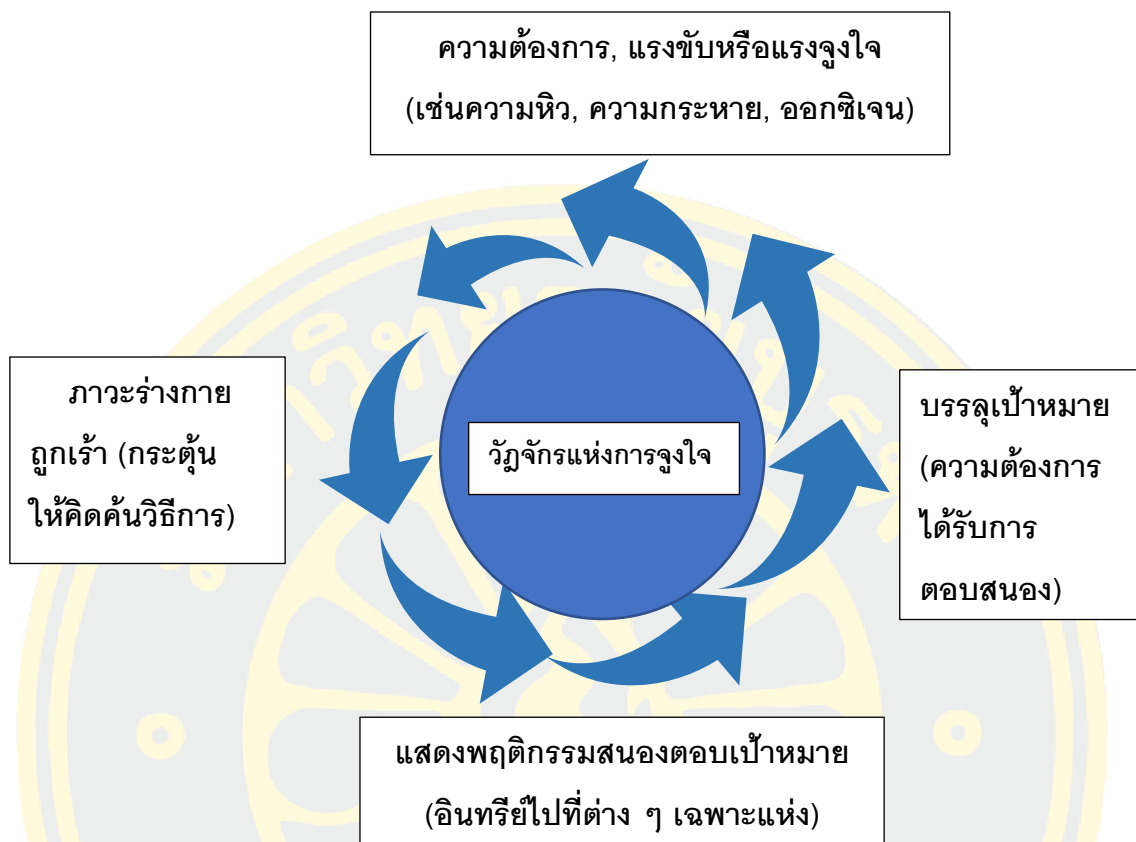 ความต้องการ, แรงขับหรือแรงจูงใจ
(เช่นความหิว, ความกระหาย, ออกซิเจน)
ภาวะร่างกาย
ถูกเร้า (กระตุ้น
ให้คิดค้นวิธีการ)
วัฏจักรแห่งการจูงใจ
บรรลุเป้าหมาย
(ความต้องการ
ได้รับการ
ตอบสนอง)
แสดงพฤติกรรมสนองตอบเป้าหมาย
(อินทรีย์ไปที่ต่าง ๆ เฉพาะแห่ง)